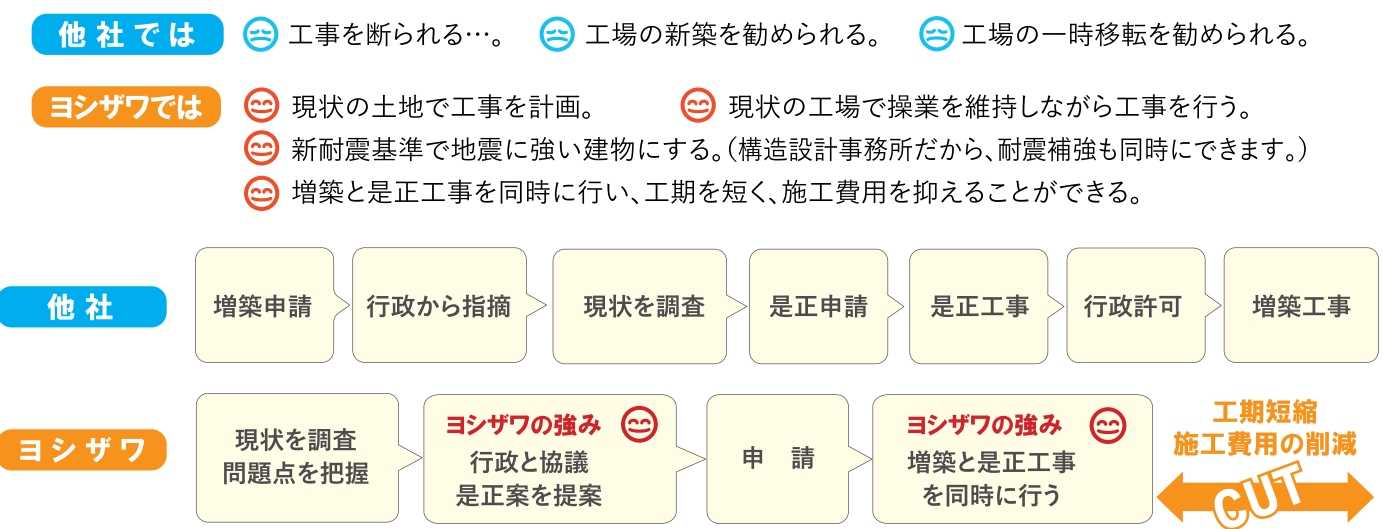 他社では 工事を断られる…。 工場の新築を勧められる。 工場の一時移転を勧められる。
ヨシザワでは 現状の土地で工事を計画。 現状の工場で操業を維持しながら工事を行う。
新耐震基準で地震に強い建物にする。(構造設計事務所だから、耐震補強も同時にできます。)
増築と是正工事を同時に行い、工期を短く、施工費用を抑えることができる。
他社 増築申請 行政から指摘 現状を調査 是正申請 是正工事 行政許可 増築工事
ヨシザワ
現状を調査
問題点を把握
ヨシザワの強み
行政と協議
是正案を提案
申 請
ヨシザワの強み
増築と是正工事
を同時に行う
工期短縮
施工費用の削減
CUT